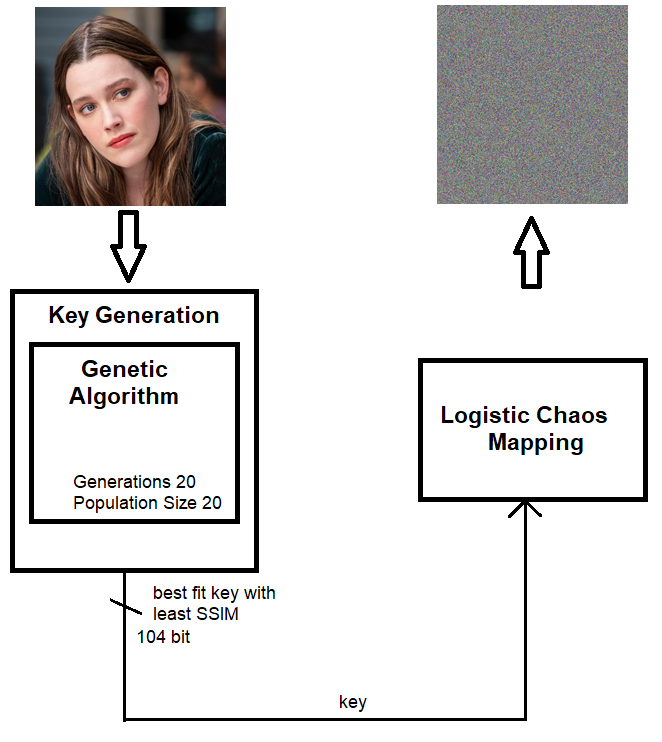 Key Generation
Genetic
Algorithm
Generations 20
Population Size 20
best fit key with
least SSIM
104 bit
key
Logistic Chaos
Mapping